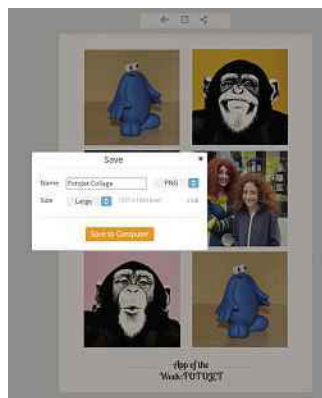 Save
Name Fotojet Collage PNG
Size Large
Save to Computer
App of the
Week: FOTOJET